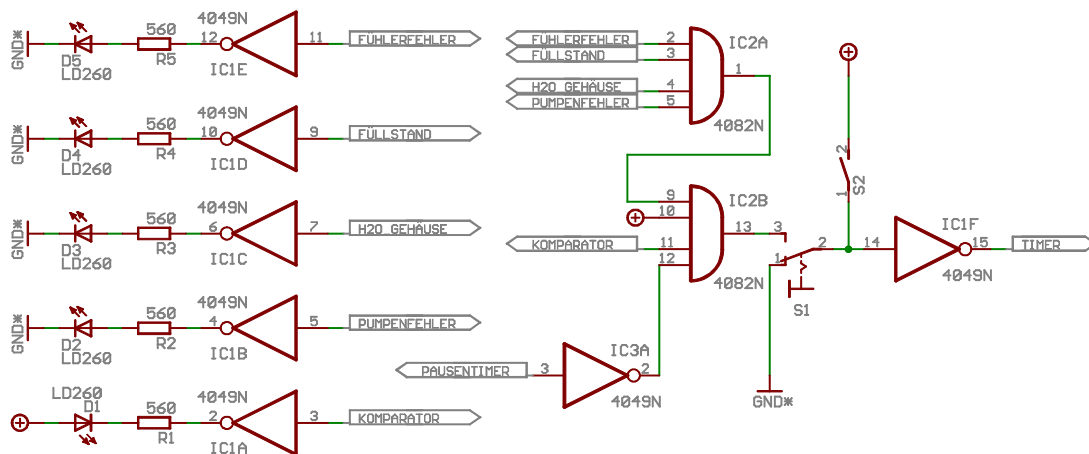 4049N
560
GND*
12
11
FÜHLERFEHLER
D5
LD260
R5
IC1E
4049N
560
GND*
10
9
FÜLLSTAND
D4
LD260
R4
IC1D
4049N
560
GND*
6
7
H2O GEHÄUSE
D3
LD260
R3
IC1C
4049N
560
GND*
4
5
PUMPENFEHLER
D2
LD260
R2
IC1B
LD260
D1
4049N
560
2
3
KOMPARATOR
R1
IC1A
FÜHLERFEHLER
2
FÜLLSTAND
3
H2O GEHÄUSE
4
PUMPENFEHLER
5
IC2A
1
4082N
9
10
KOMPARATOR
11
12
IC2B
13
4082N
PAUSENTIMER
3
IC3A
2
4049N
3
2
1
S1
GND*
2
1
S2
14
IC1F
15
4049N
TIMER